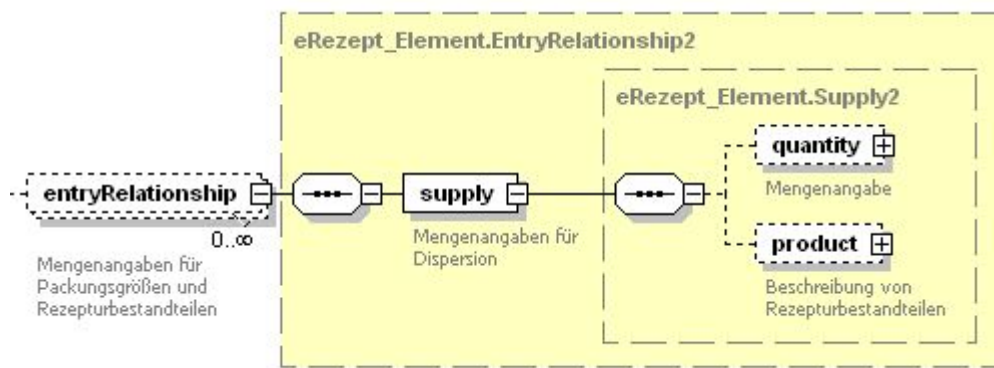 eRezept_Element.EntryRelationship2
eRezept_Element.Supply2
quantity
Mengenangabe
entryRelationship
0..∞
Mengenangaben für
Packungsgrößen und
Rezepturbestandteilen
supply
Mengenangaben für
Dispersion
product
Beschreibung von
Rezepturbestandteilen